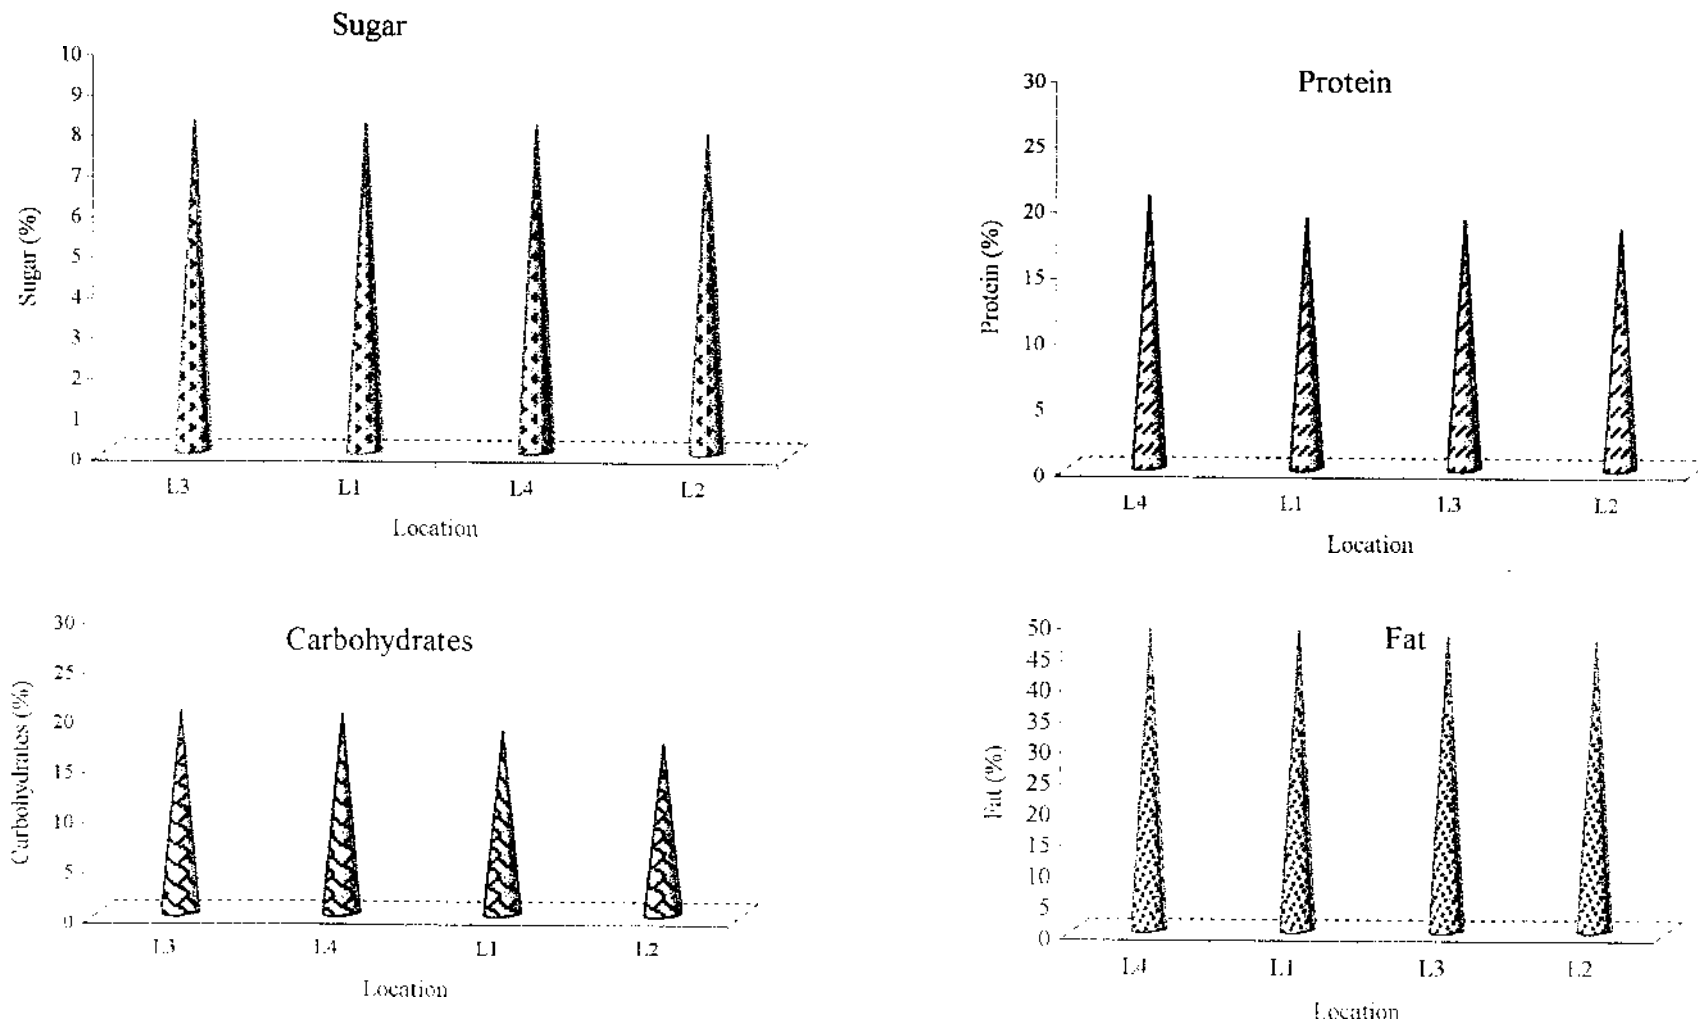 Sugar
10
9
8
7
6
5
4
3
2
1
0
Sugar (%)
L3 L1 L4 L2
Location
Protein
30
25
20
15
10
5
0
Protein (%)
L4 L1 L3 L2
Location
Carbohydrates
30
25
20
15
10
5
0
Carbohydrates (%)
L3 L4 L1 L2
Location
Fat
50
45
40
35
30
25
20
15
10
5
0
Fat (%)
L4 L1 L3 L2
Location